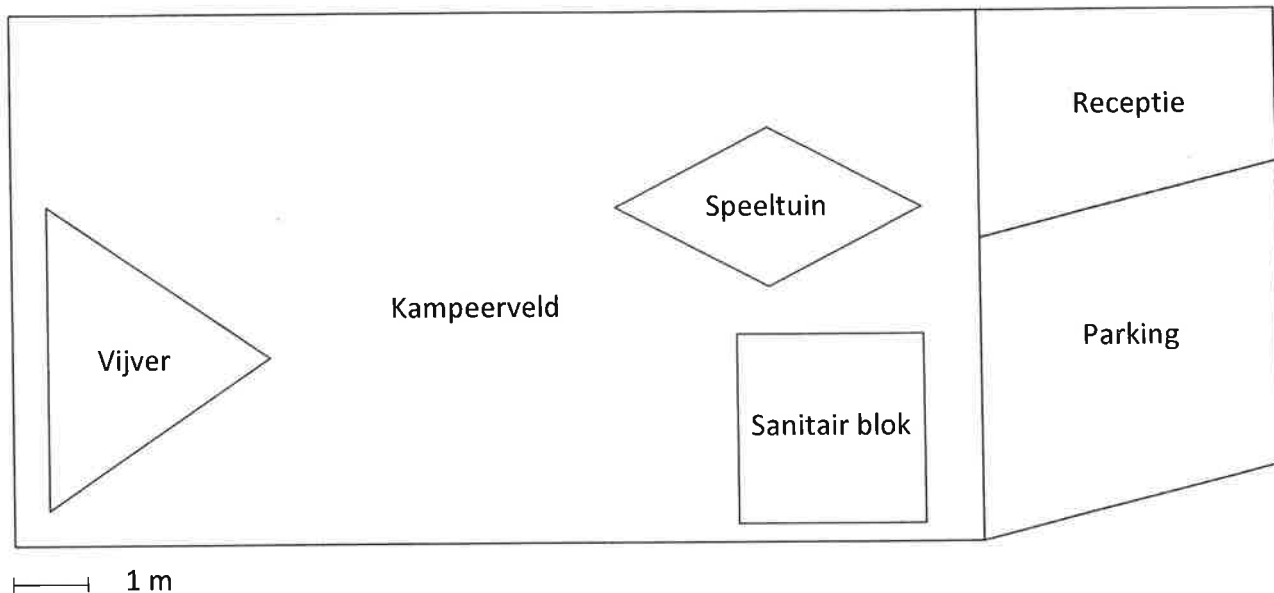 Receptie
Speeltuin
Kampeerveld
Parking
Vijver
Sanitair blok
1 m